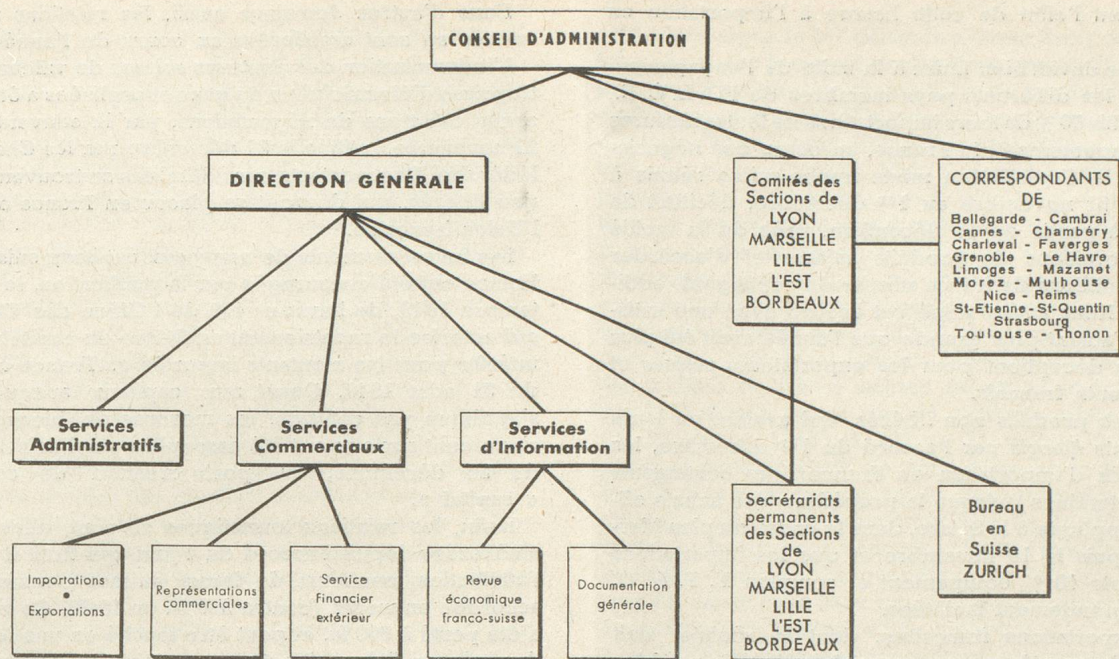 CONSEIL D'ADMINISTRATION
DIRECTION GÉNÉRALE
Comités des
Sections de
LYON
MARSEILLE
LILLE
L'EST
BORDEAUX
CORRESPONDANTS
DE
Bellegarde - Cambrai
Cannes - Chambéry
Charleval - Faverges
Grenoble - Le Havre
Limoges - Mazamet
Morez - Mulhouse
Nice - Reims
St-Etienne - St-Quentin
Strasbourg
Toulouse - Thonon
Services
Administratifs
Services
Commerciaux
Services
d'Information
Secrétariats
permanents
des Sections
de
LYON
MARSEILLE
LILLE
L'EST
BORDEAUX
Bureau
en
Suisse
ZURICH
Importations
•
Exportations
Représentations
commerciales
Service
Financier
extérieur
Revue
économique
franco-suisse
Documentation
générale